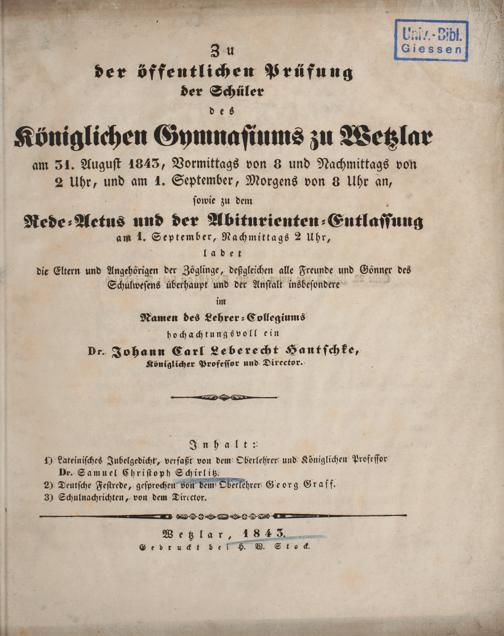 Univ.-Bibl.
Giessen
Zu
der öffentlichen Prüfung
der Schüler
des
Königlichen Gymnasiums zu Wetzlar
am 31. August 1843, Vormittags von 8 und Nachmittags von
2 Uhr, und am 1. September, Morgens von 8 Uhr an,
sowie zu dem
Rede-Actus und der Abiturienten-Entlassung
am 1. September, Nachmittags 2 Uhr,
ladet
die Eltern und Angehörigen der Zöglinge, deßgleichen alle Freunde und Gönner des
Schulwesens überhaupt und der Anstalt insbesondere
im
Namen des Lehrer-Collegiums
hochachtungsvoll ein
Dr. Johann Carl Leberecht Hantschke,
Königlicher Professor und Director.
Inhalt:
1) Lateinisches Jubelgedicht, verfaßt von dem Oberlehrer und Königlichen Professor
Dr. Samuel Christoph Schirlitz.
2) Deutsche Festrede, gesprochen von dem Oberlehrer Georg Graff.
3) Schulnachrichten, von dem Director.
Wetzlar, 1843.
Gedruckt bei H. W. Stock.